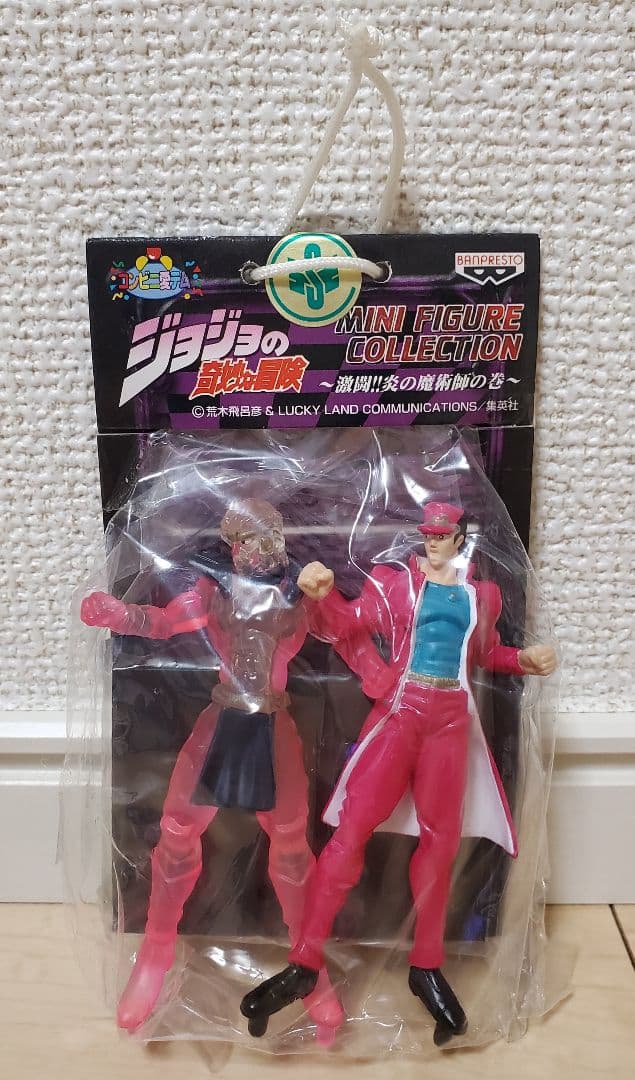 コンビニ愛テム
BANPRESTO
ジョジョの
奇妙な冒険
MINI FIGURE
COLLECTION
～激闘!!炎の魔術師の巻～
©荒木飛呂彦 & LUCKY LAND COMMUNICATIONS/集英社